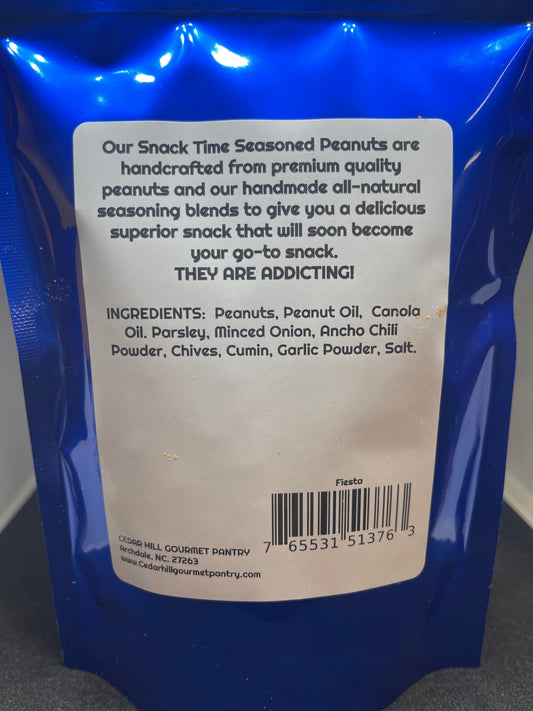 Our Snack Time Seasoned Peanuts are
handcrafted from premium quality
peanuts and our handmade all-natural
seasoning blends to give you a delicious
superior snack that will soon become
your go-to snack.
THEY ARE ADDICTING!
INGREDIENTS: Peanuts, Peanut Oil, Canola
Oil. Parsley, Minced Onion, Ancho Chili
Powder, Chives, Cumin, Garlic Powder, Salt.
Fiesta
7 65531 51376 3
CEDAR HILL GOURMET PANTRY
Archdale, NC. 27263
www.Cedarhillgourmetpantry.com